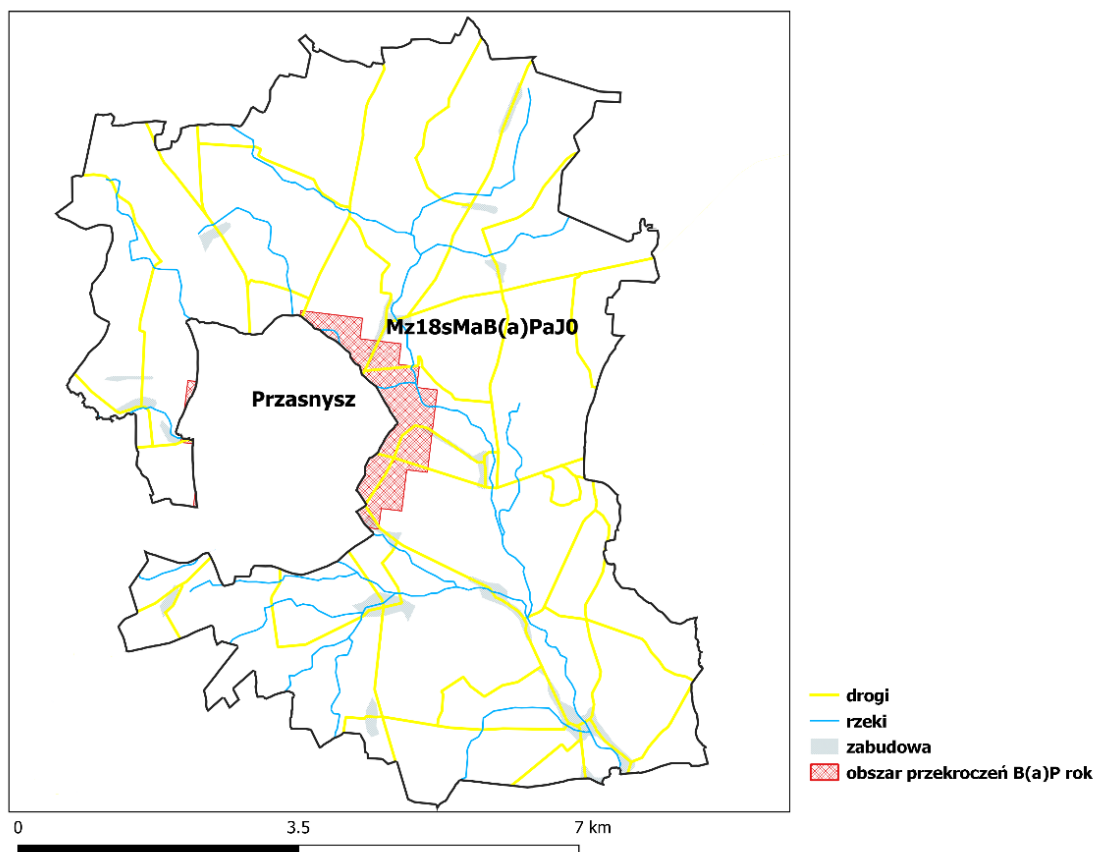 Mz18sMaB(a)PaJ0
Przasnysz
drogi
rzeki
zabudowa
obszar przekroczeń B(a)P rok
0 3.5 7 km